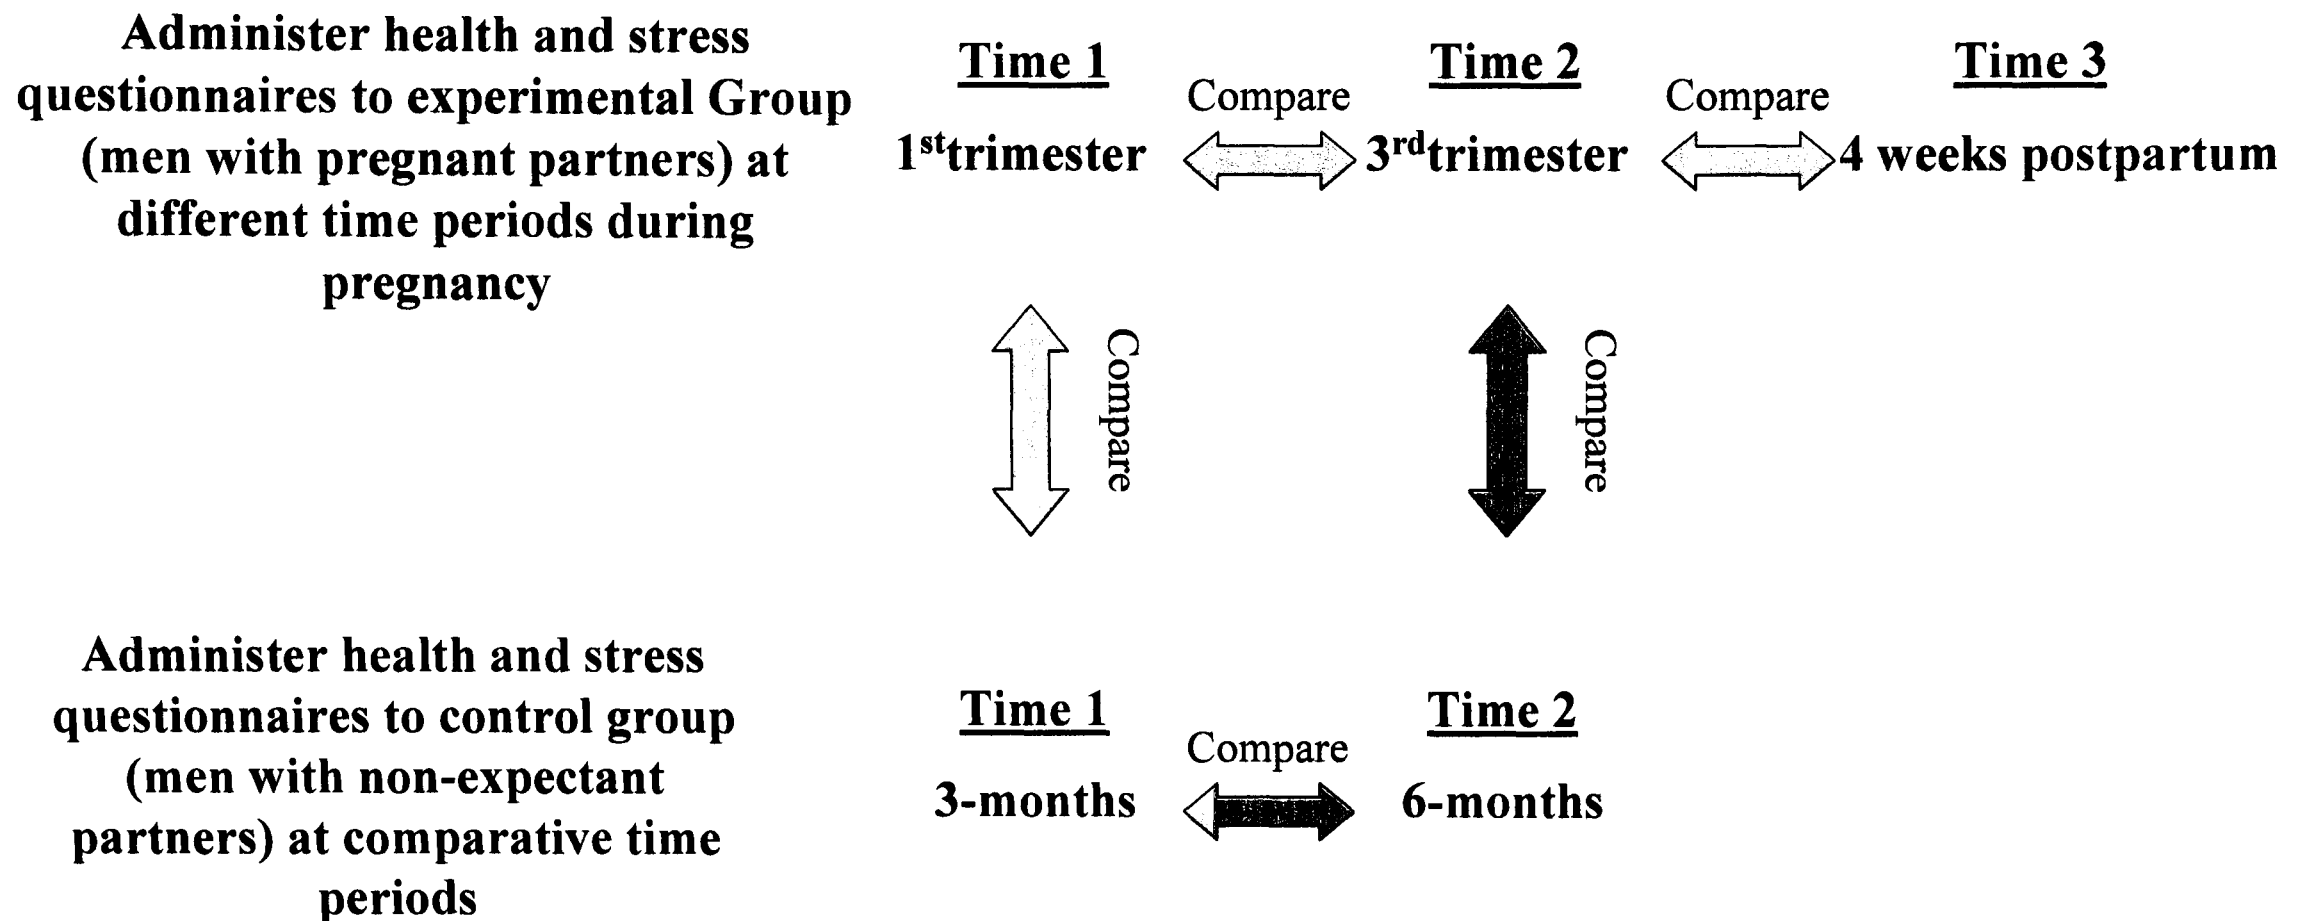 Administer health and stress
questionnaires to experimental Group
(men with pregnant partners) at
different time periods during
pregnancy
Time 1
1st trimester
Compare
Time 2
3rd trimester
Compare
Time 3
4 weeks postpartum
Compare
Compare
Administer health and stress
questionnaires to control group
(men with non-expectant
partners) at comparative time
periods
Time 1
3-months
Compare
Time 2
6-months